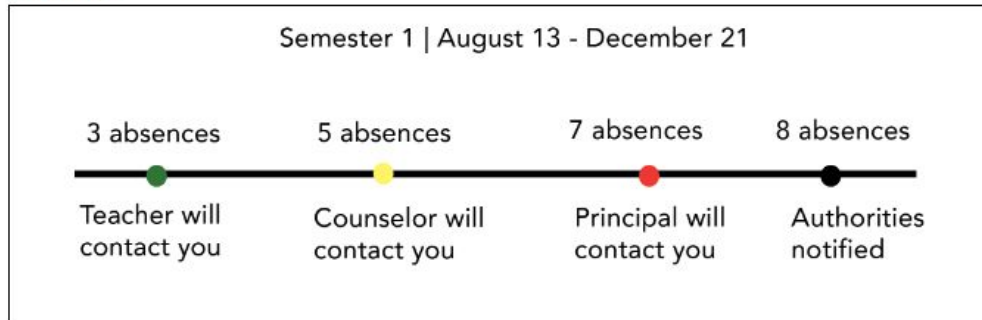 Semester 1 | August 13 - December 21
3 absences
5 absences
7 absences
8 absences
Teacher will
contact you
Counselor will
contact you
Principal will
contact you
Authorities
notified